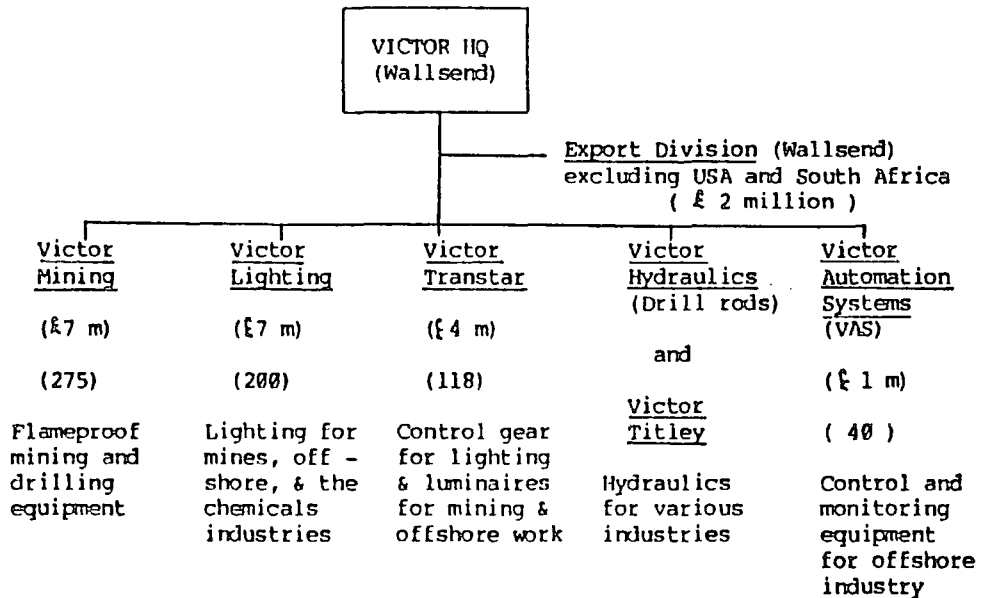 VICTOR HQ
(Wallsend)
Export Division (Wallsend)
excluding USA and South Africa
( £ 2 million )
Victor
Mining
(£7 m)
(275)
Flameproof
mining and
drilling
equipment
Victor
Lighting
(£7 m)
(200)
Lighting for
mines, off -
shore, & the
chemicals
industries
Victor
Transtar
(£4 m)
(118)
Control gear
for lighting
& luminaires
for mining &
offshore work
Victor
Hydraulics
(Drill rods)
and
Victor
Titley
Hydraulics
for various
industries
Victor
Automation
Systems
(VAS)
(£ 1 m)
( 40 )
Control and
monitoring
equipment
for offshore
industry